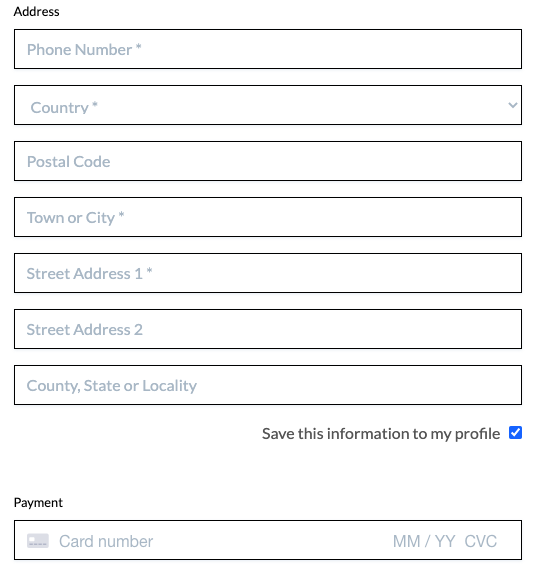 Address
Phone Number *
Country *
Postal Code
Town or City *
Street Address 1 *
Street Address 2
County, State or Locality
Save this information to my profile
Payment
Card number MM / YY CVC